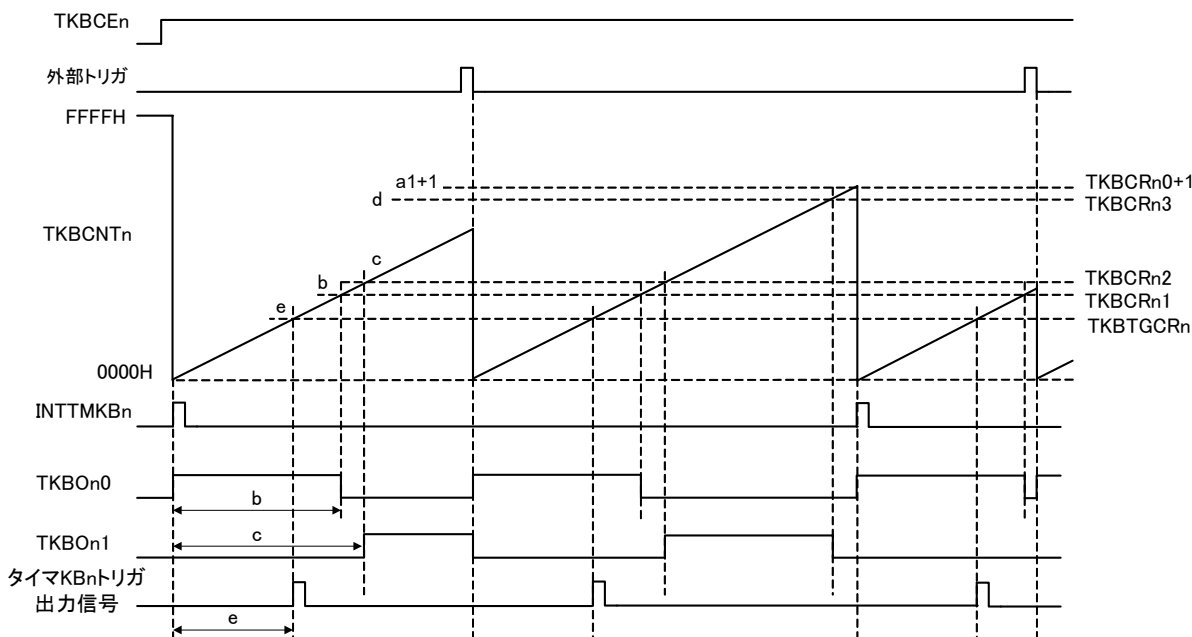 TKBCEn
外部トリガ
FFFFH
a1+1
TKBCRn0+1
d
TKBCRn3
TKBCNTn
c
b
TKBCRn2
TKBCRn1
e
TKBTGCRn
0000H
INTTMKBn
TKBOn0
b
c
TKBOn1
タイマKBnトリガ
出力信号
e